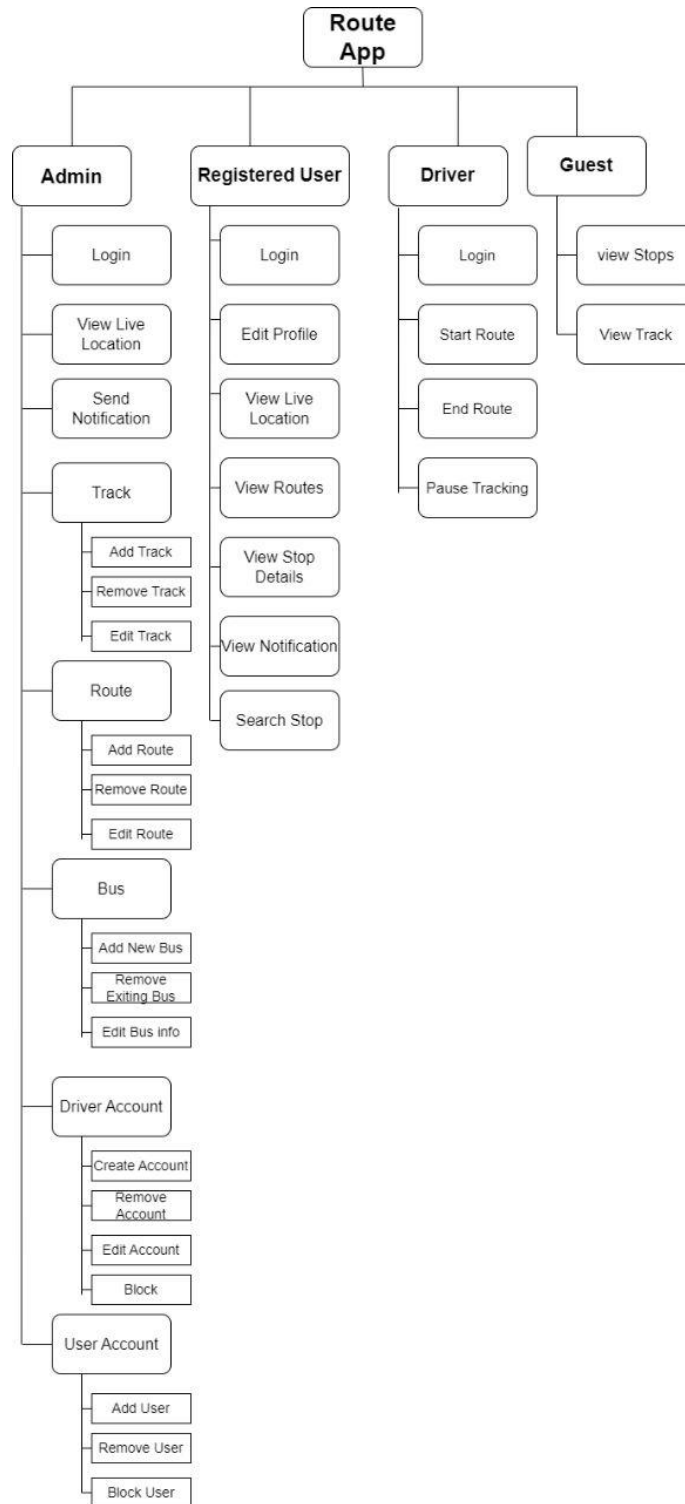 Route
App
Admin
Login
View Live
Location
Send
Notification
Track
Add Track
Remove Track
Edit Track
Route
Add Route
Remove Route
Edit Route
Bus
Add New Bus
Remove
Exiting Bus
Edit Bus info
Driver Account
Create Account
Remove
Account
Edit Account
Block
User Account
Add User
Remove User
Block User
Registered User
Login
Edit Profile
View Live
Location
View Routes
View Stop
Details
View Notification
Search Stop
Driver
Login
Start Route
End Route
Pause Tracking
Guest
view Stops
View Track